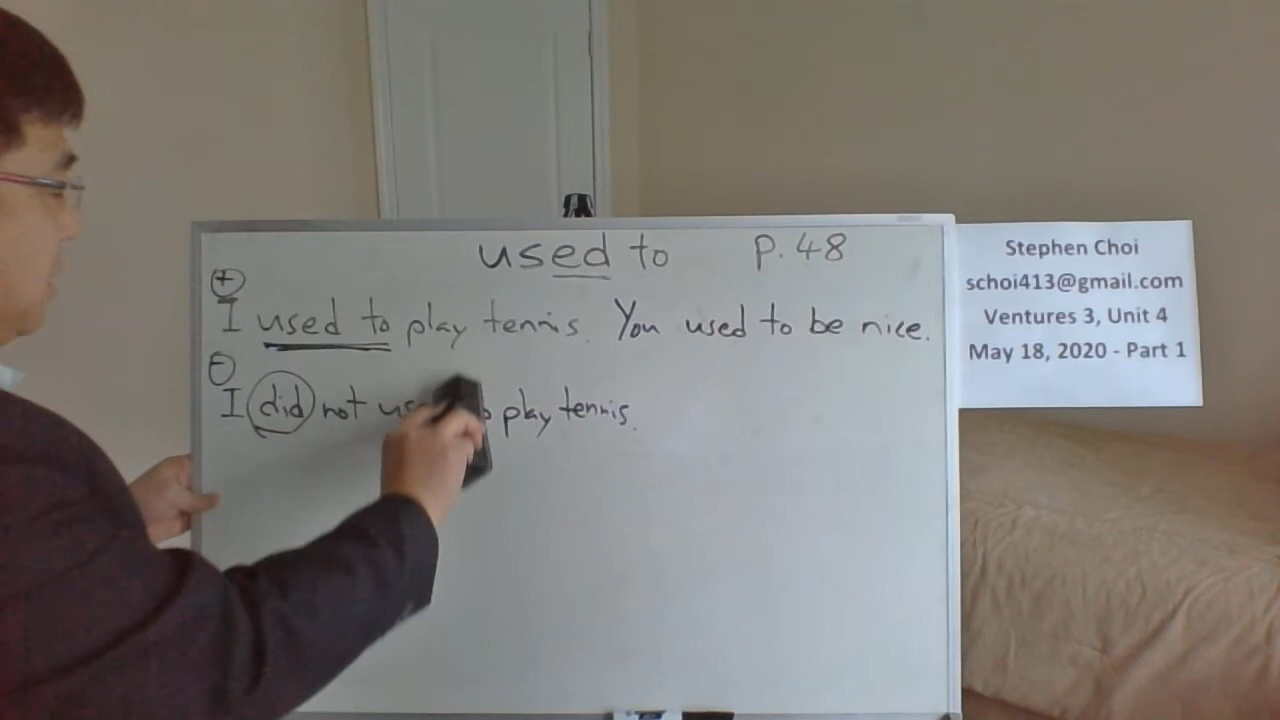 used to p.48
+
I used to play tennis. You used to be nice.
-
I did not play tennis.
Stephen Choi
schoi413@gmail.com
Ventures 3, Unit 4
May 18, 2020 - Part 1